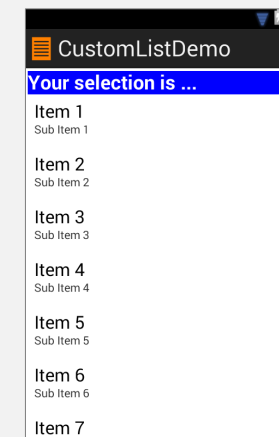 CustomListDemo
Your selection is ...
Item 1
Sub Item 1
Item 2
Sub Item 2
Item 3
Sub Item 3
Item 4
Sub Item 4
Item 5
Sub Item 5
Item 6
Sub Item 6
Item 7